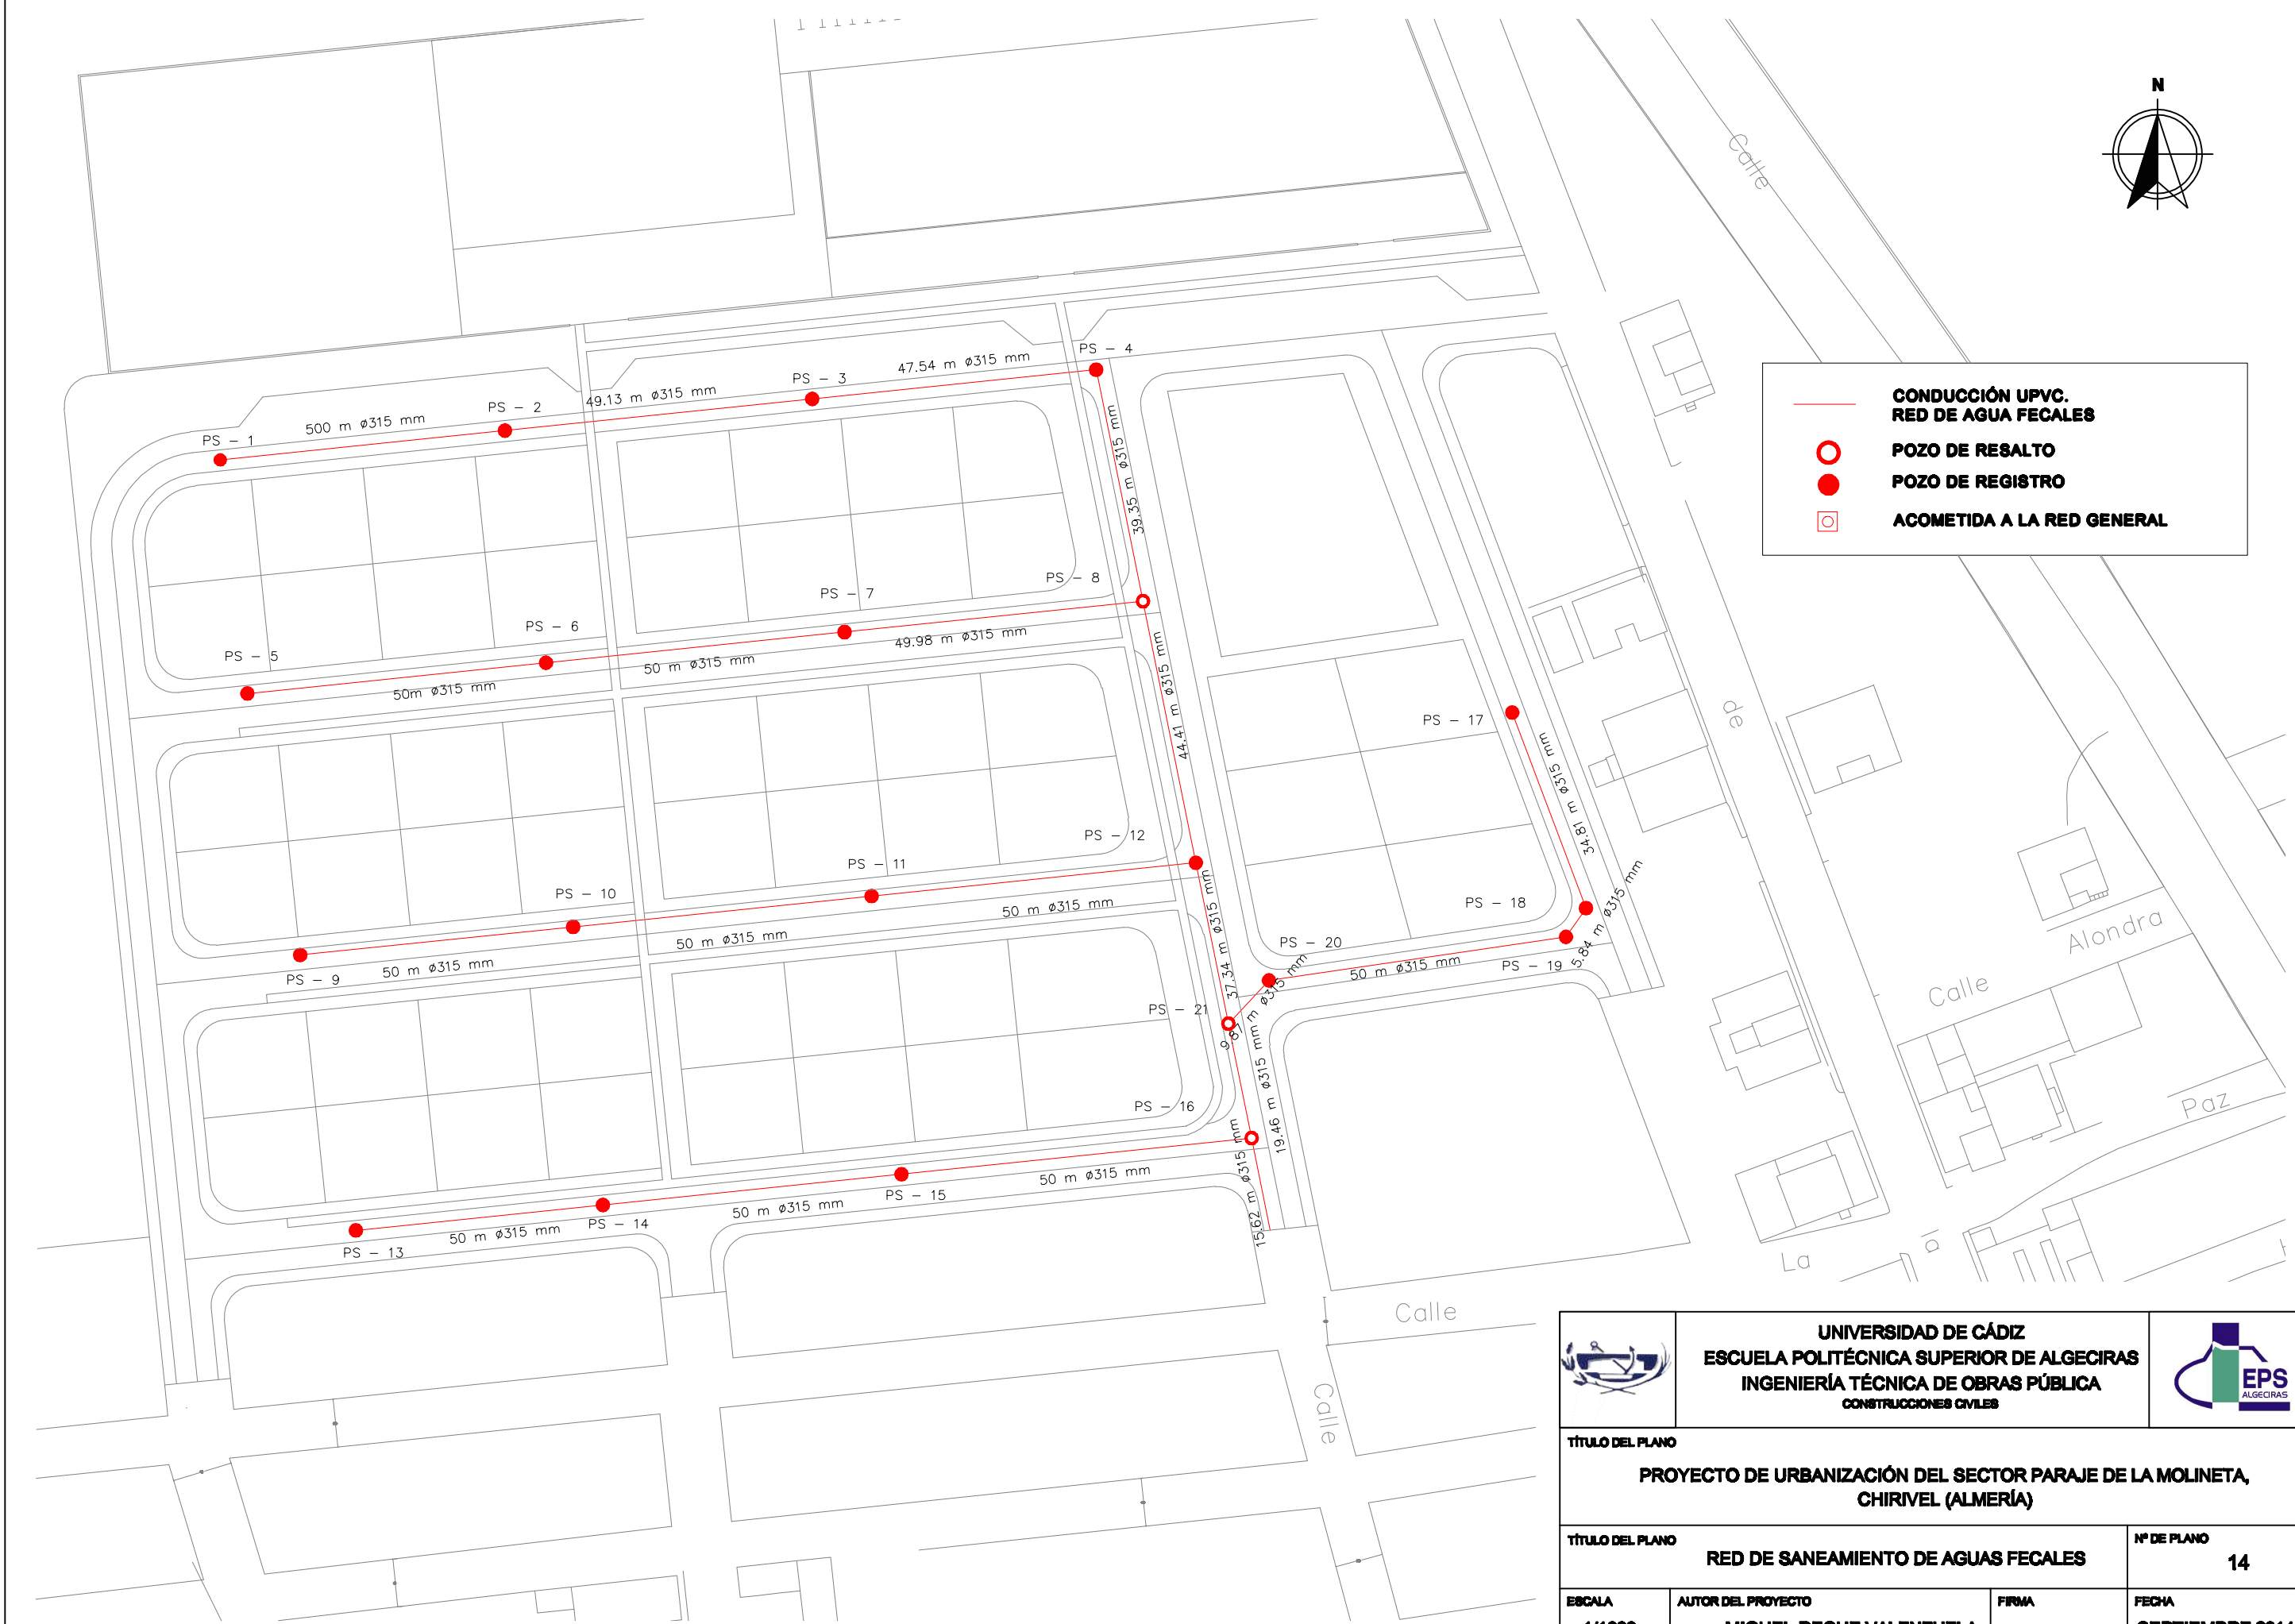 N
Calle
CONDUCCIÓN UPVC.
RED DE AGUA FECALES
POZO DE RESALTO
POZO DE REGISTRO
ACOMETIDA A LA RED GENERAL
PS - 1
500 m ø315 mm
PS - 2
49.13 m ø315 mm
PS - 3
47.54 m ø315 mm
PS - 4
39.35 m ø315 mm
PS - 5
50m ø315 mm
PS - 6
50 m ø315 mm
PS - 7
49.98 m ø315 mm
PS - 8
44.41 m ø315 mm
PS - 9
50 m ø315 mm
PS - 10
50 m ø315 mm
PS - 11
50 m ø315 mm
PS - 12
37.34 m ø315 mm
PS - 17
34.81 m ø315 mm
PS - 18
5.84 m ø315 mm
PS - 19
50 m ø315 mm
PS - 20
9.87 m ø315 mm
PS - 21
19.46 m ø315 mm
PS - 13
50 m ø315 mm
PS - 14
50 m ø315 mm
PS - 15
50 m ø315 mm
PS - 16
15.62 m ø315 mm
de
Calle
Alondra
La
Paz
Calle
Calle
UNIVERSIDAD DE CÁDIZ
ESCUELA POLITÉCNICA SUPERIOR DE ALGECIRAS
INGENIERÍA TÉCNICA DE OBRAS PÚBLICA
CONSTRUCCIONES CIVILES
EPS
ALGECIRAS
TÍTULO DEL PLANO
PROYECTO DE URBANIZACIÓN DEL SECTOR PARAJE DE LA MOLINETA,
CHIRIVEL (ALMERÍA)
TÍTULO DEL PLANO
RED DE SANEAMIENTO DE AGUAS FECALES
Nº DE PLANO
14
ESCALA
AUTOR DEL PROYECTO
FIRMA
FECHA